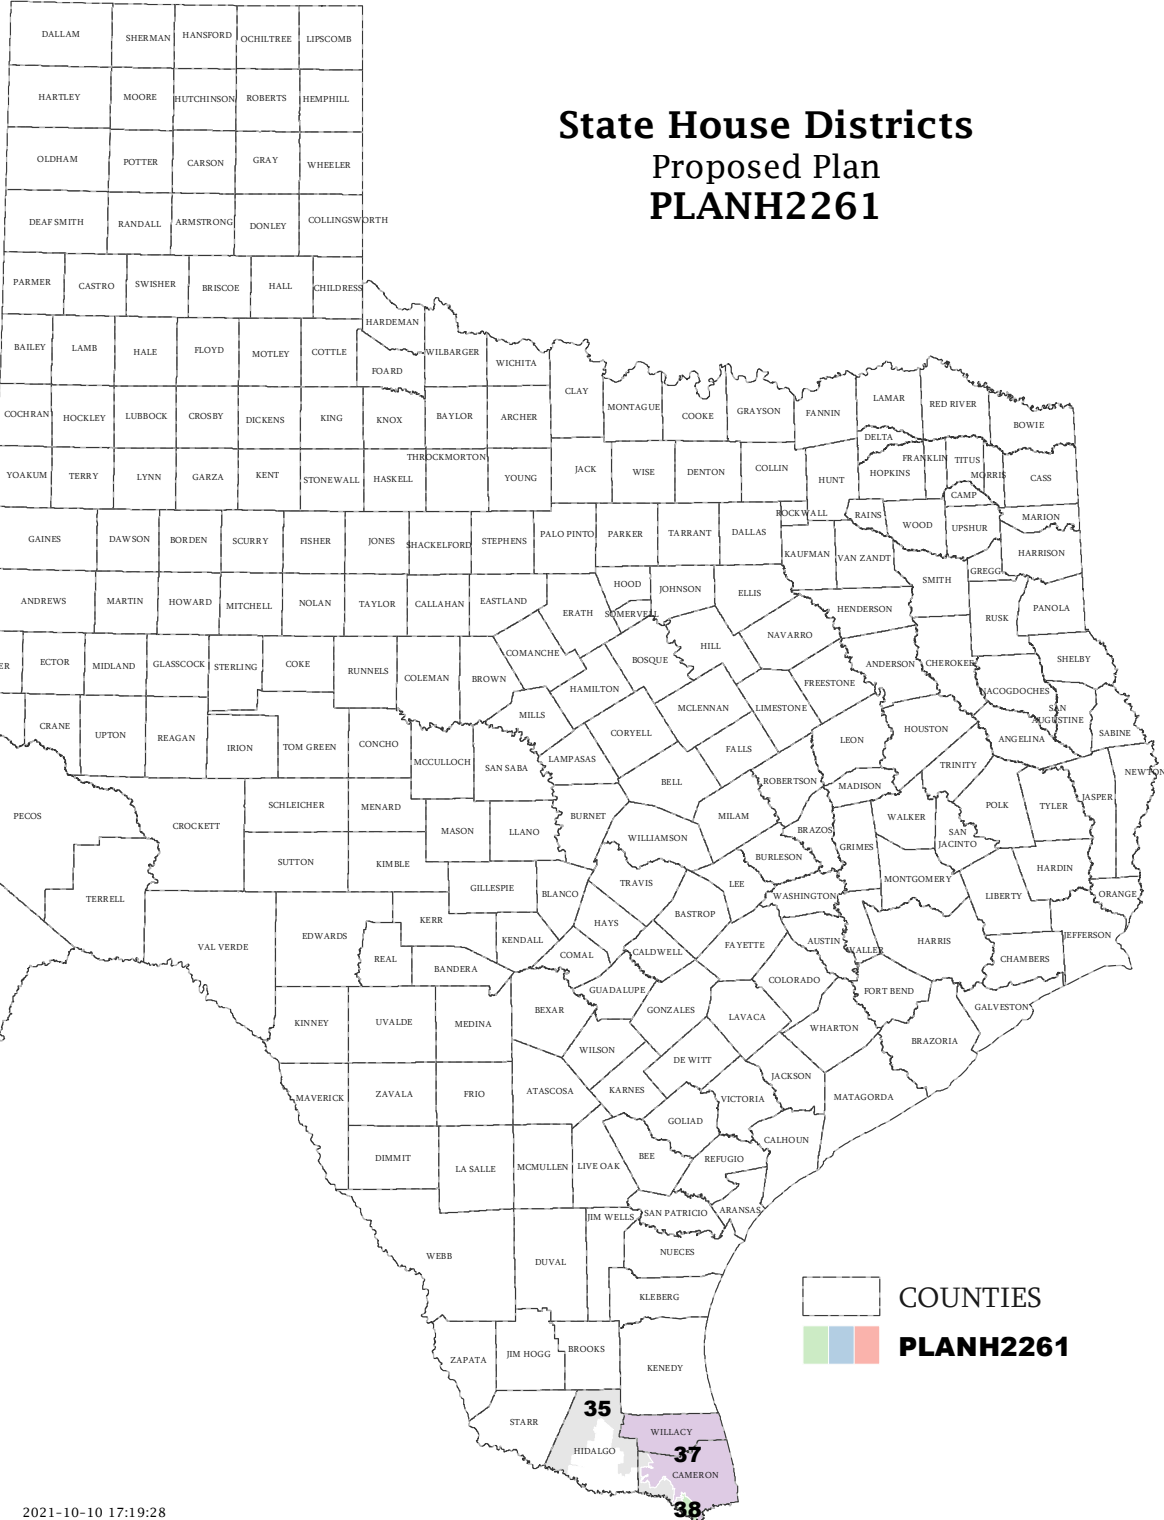 State House Districts
Proposed Plan
PLANH2261
DALLAM SHERMAN HANSFORD OCHILTREE LIPSCOMB
HARTLEY MOORE HUTCHINSON ROBERTS HEMPHILL
OLDHAM POTTER CARSON GRAY WHEELER
DEAF SMITH RANDALL ARMSTRONG DONLEY COLLINGSWORTH
PARMER CASTRO SWISHER BRISCOE HALL CHILDRESS
HARDEMAN
BAILEY LAMB HALE FLOYD MOTLEY COTTLE WILBARGER WICHITA
FOARD CLAY
COCHRAN HOCKLEY LUBBOCK CROSBY DICKENS KING KNOX BAYLOR ARCHER MONTAGUE COOKE GRAYSON FANNIN LAMAR RED RIVER BOWIE
DELTA
THROCKMORTON FRANKLIN TITUS
YOAKUM TERRY LYNN GARZA KENT STONEWALL HASKELL YOUNG JACK WISE DENTON COLLIN HUNT HOPKINS MORRIS CASS
CAMP
ROCKWALL RAINS WOOD UPSHUR MARION
GAINES DAWSON BORDEN SCURRY FISHER JONES SHACKELFORD STEPHENS PALO PINTO PARKER TARRANT DALLAS
KAUFMAN VAN ZANDT HARRISON
GREGG
SMITH
ANDREWS MARTIN HOWARD MITCHELL NOLAN TAYLOR CALLAHAN EASTLAND ERATH HOOD JOHNSON ELLIS
SOMERVELL HENDERSON RUSK PANOLA
NAVARRO
ER ECTOR MIDLAND GLASSCOCK STERLING COKE RUNNELS COLEMAN BROWN COMANCHE BOSQUE HILL ANDERSON CHEROKEE SHELBY
HAMILTON FREESTONE NACOGDOCHES
MILLS MCLENNAN LIMESTONE SAN
AUGUSTINE
CRANE UPTON REAGAN IRION TOM GREEN CONCHO CORYELL FALLS LEON HOUSTON ANGELINA SABINE
MCCULLOCH SAN SABA LAMPASAS TRINITY NEWTON
BELL ROBERTSON MADISON
PECOS CROCKETT SCHLEICHER MENARD MASON LLANO BURNET MILAM WALKER POLK TYLER JASPER
WILLIAMSON BRAZOS SAN
JACINTO
GRIMES
SUTTON KIMBLE BURLESON HARDIN
TERRELL GILLESPIE BLANCO TRAVIS LEE WASHINGTON MONTGOMERY LIBERTY ORANGE
VAL VERDE EDWARDS KERR HAYS BASTROP
REAL KENDALL COMAL CALDWELL FAYETTE AUSTIN WALLER HARRIS JEFFERSON
BANDERA CHAMBERS
GUADALUPE COLORADO FORT BEND
KINNEY UVALDE MEDINA BEXAR GONZALES LAVACA WHARTON GALVESTON
BRAZORIA
WILSON DE WITT
MAVERICK ZAVALA FRIO ATASCOSA KARNES JACKSON MATAGORDA
VICTORIA
GOLIAD
CALHOUN
DIMMIT LA SALLE MCMULLEN LIVE OAK BEE REFUGIO
JIM WELLS SAN PATRICIO ARANSAS
WEBB DUVAL NUECES
KLEBERG
ZAPATA JIM HOGG BROOKS KENEDY
STARR 35 WILLACY
HIDALGO 37
CAMERON
38
COUNTIES
PLANH2261
2021-10-10 17:19:28